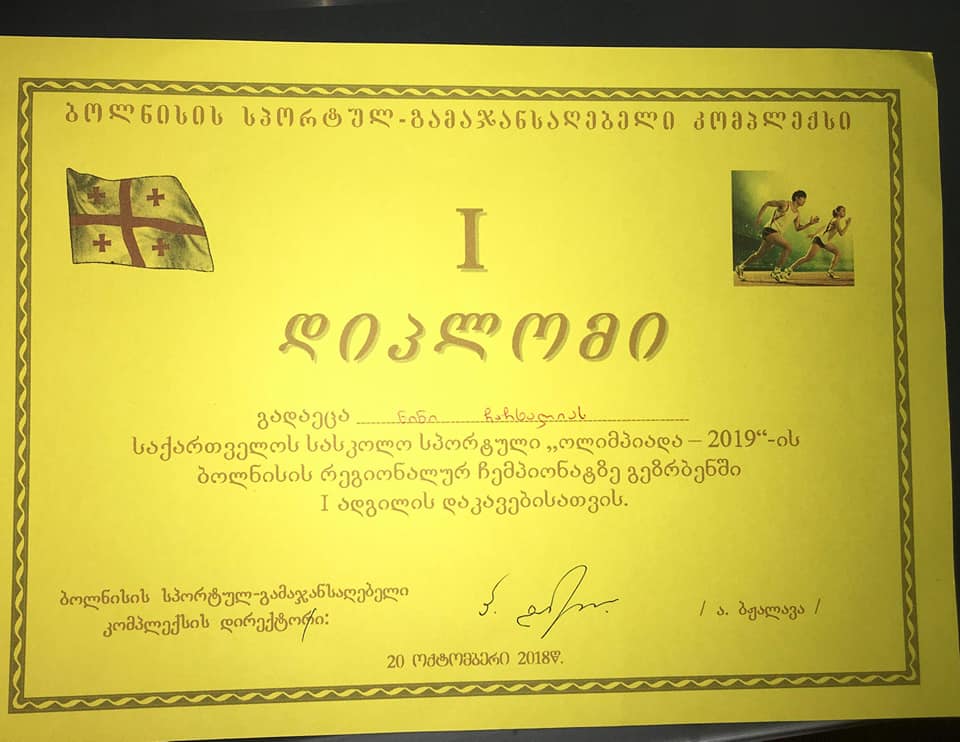 ბოლნისის სპორტულ-გამაჯანსაღებელი კომპლექსი
I
დიპლომი
გადაეცა ნინი ჩარხალიას
საქართველოს სასკოლო სპორტული „ოლიმპიადა – 2019“-ის
ბოლნისის რეგიონალურ ჩემპიონატზე გეზრბენში
I ადგილის დაკავებისათვის.
ბოლნისის სპორტულ-გამაჯანსაღებელი
კომპლექსის დირექტორი:
/ ა. ბჟალავა /
20 ოქტომბერი 2018წ.